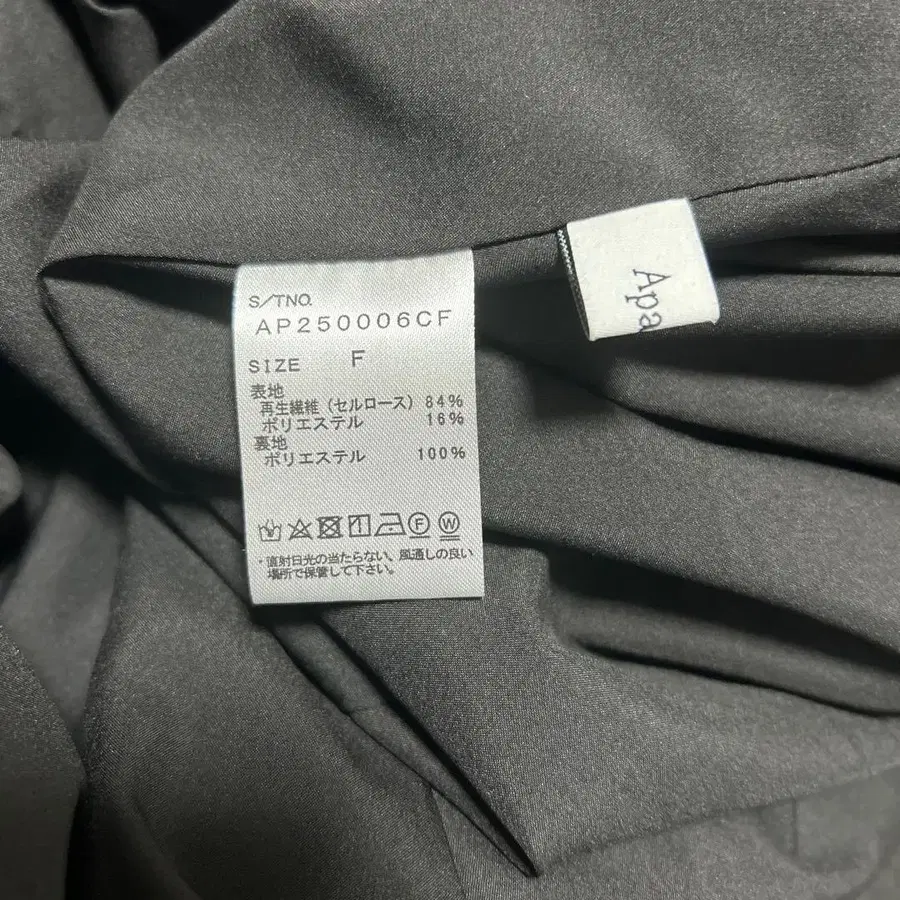 S/TNO.
AP250006CF
SIZE F
表地
再生繊維（セルロース） 84%
ポリエステル 16%
裏地
ポリエステル 100%
F W
・直射日光の当たらない、風通しの良い
場所で保管して下さい。
Apa